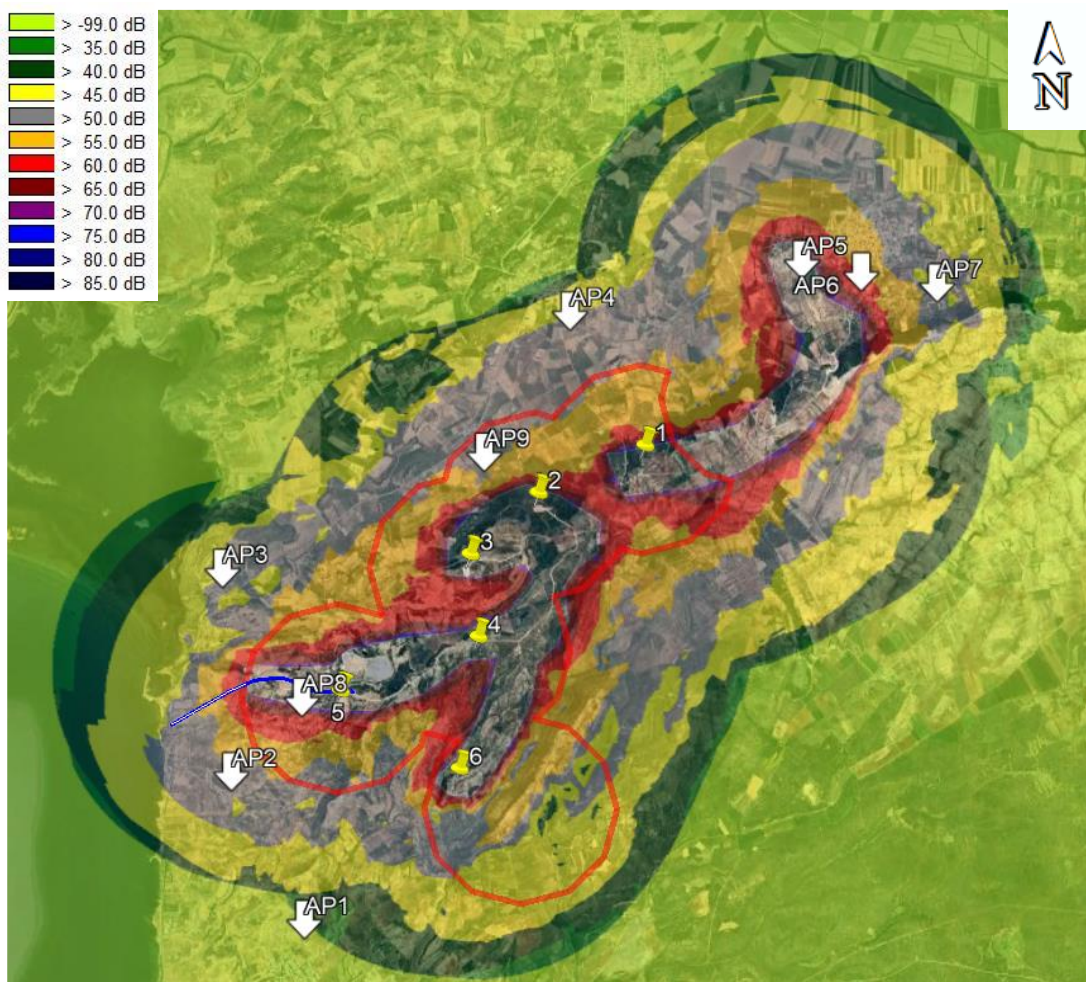 > -99.0 dB
> 35.0 dB
> 40.0 dB
> 45.0 dB
> 50.0 dB
> 55.0 dB
> 60.0 dB
> 65.0 dB
> 70.0 dB
> 75.0 dB
> 80.0 dB
> 85.0 dB
N
AP5
AP6
AP7
AP4
1
AP9
2
3
AP3
4
AP8
5
AP2
6
AP1